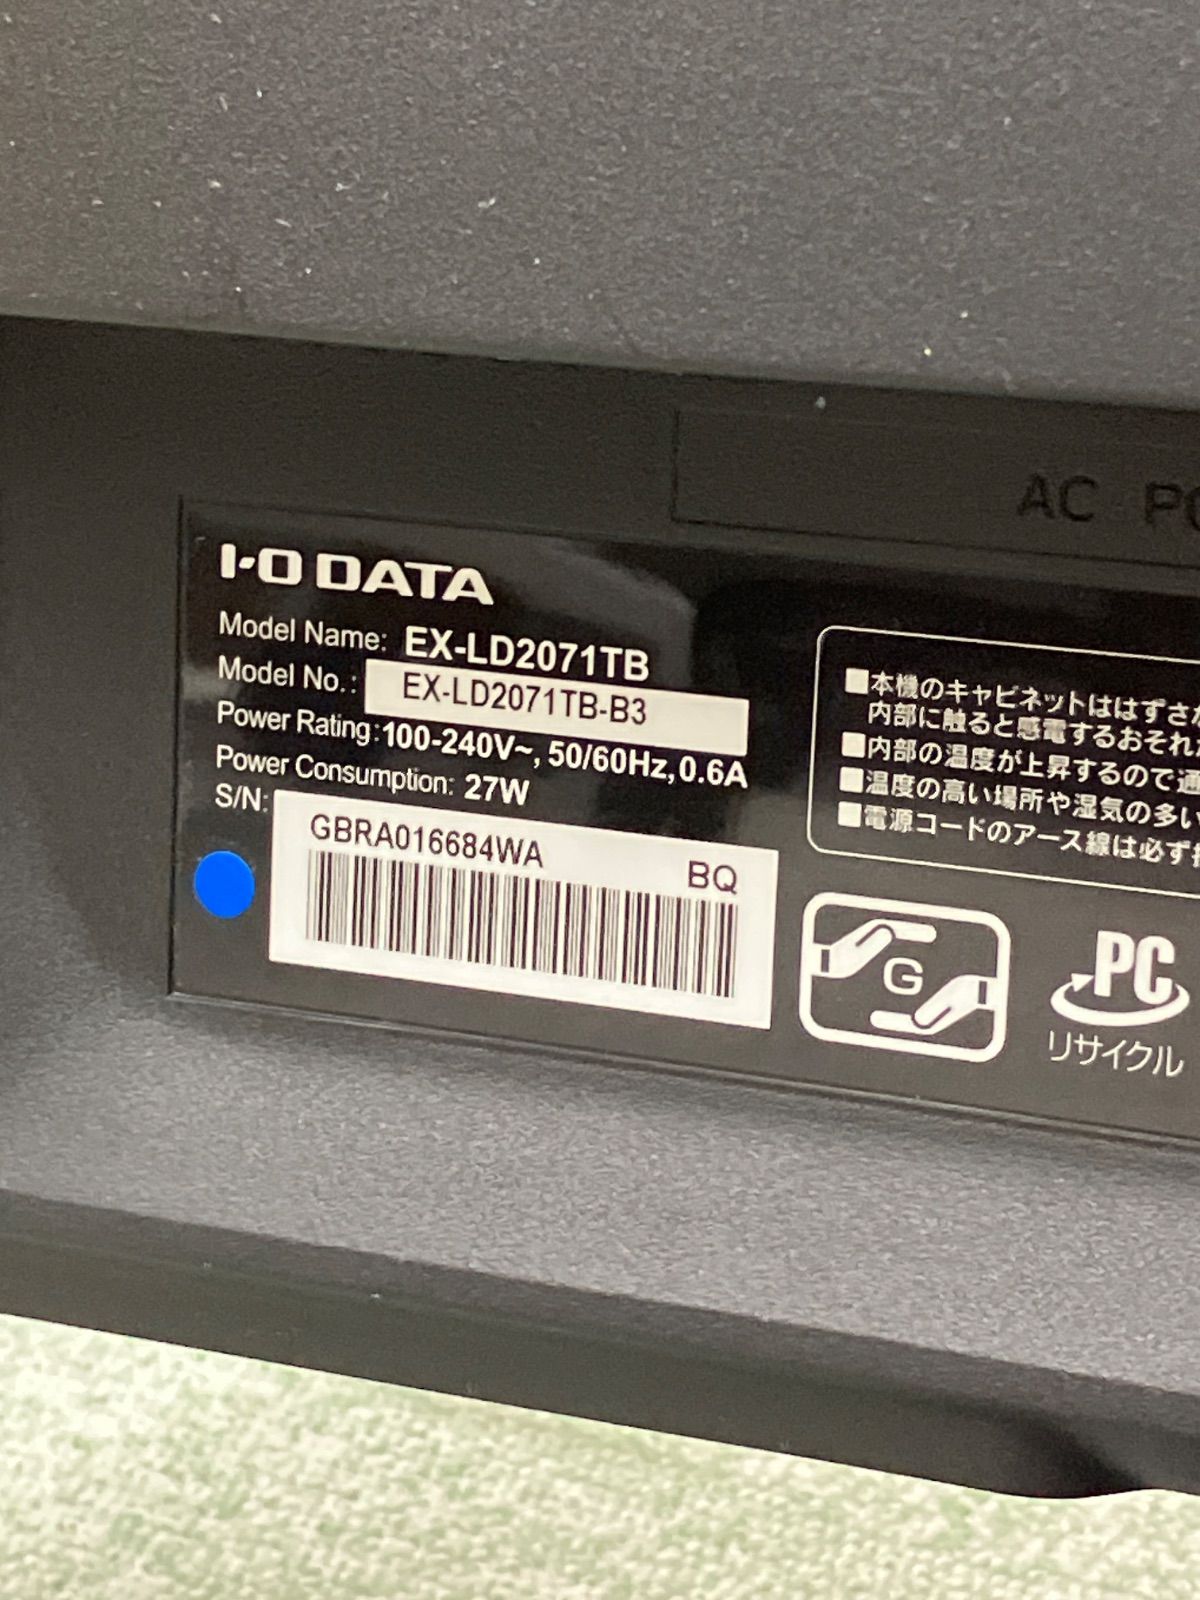 AC
I-O DATA
Model Name: EX-LD2071TB
Model No.: EX-LD2071TB-B3
Power Rating: 100-240V~, 50/60Hz, 0.6A
Power Consumption: 27W
S/N:
GBRA016684WA
BQ
■本機のキャビネットははずさ
内部に触ると感電するおそれ
■内部の温度が上昇するので通
■温度の高い場所や湿気の多い
■電源コードのアース線は必ず接
G
PC
リサイクル